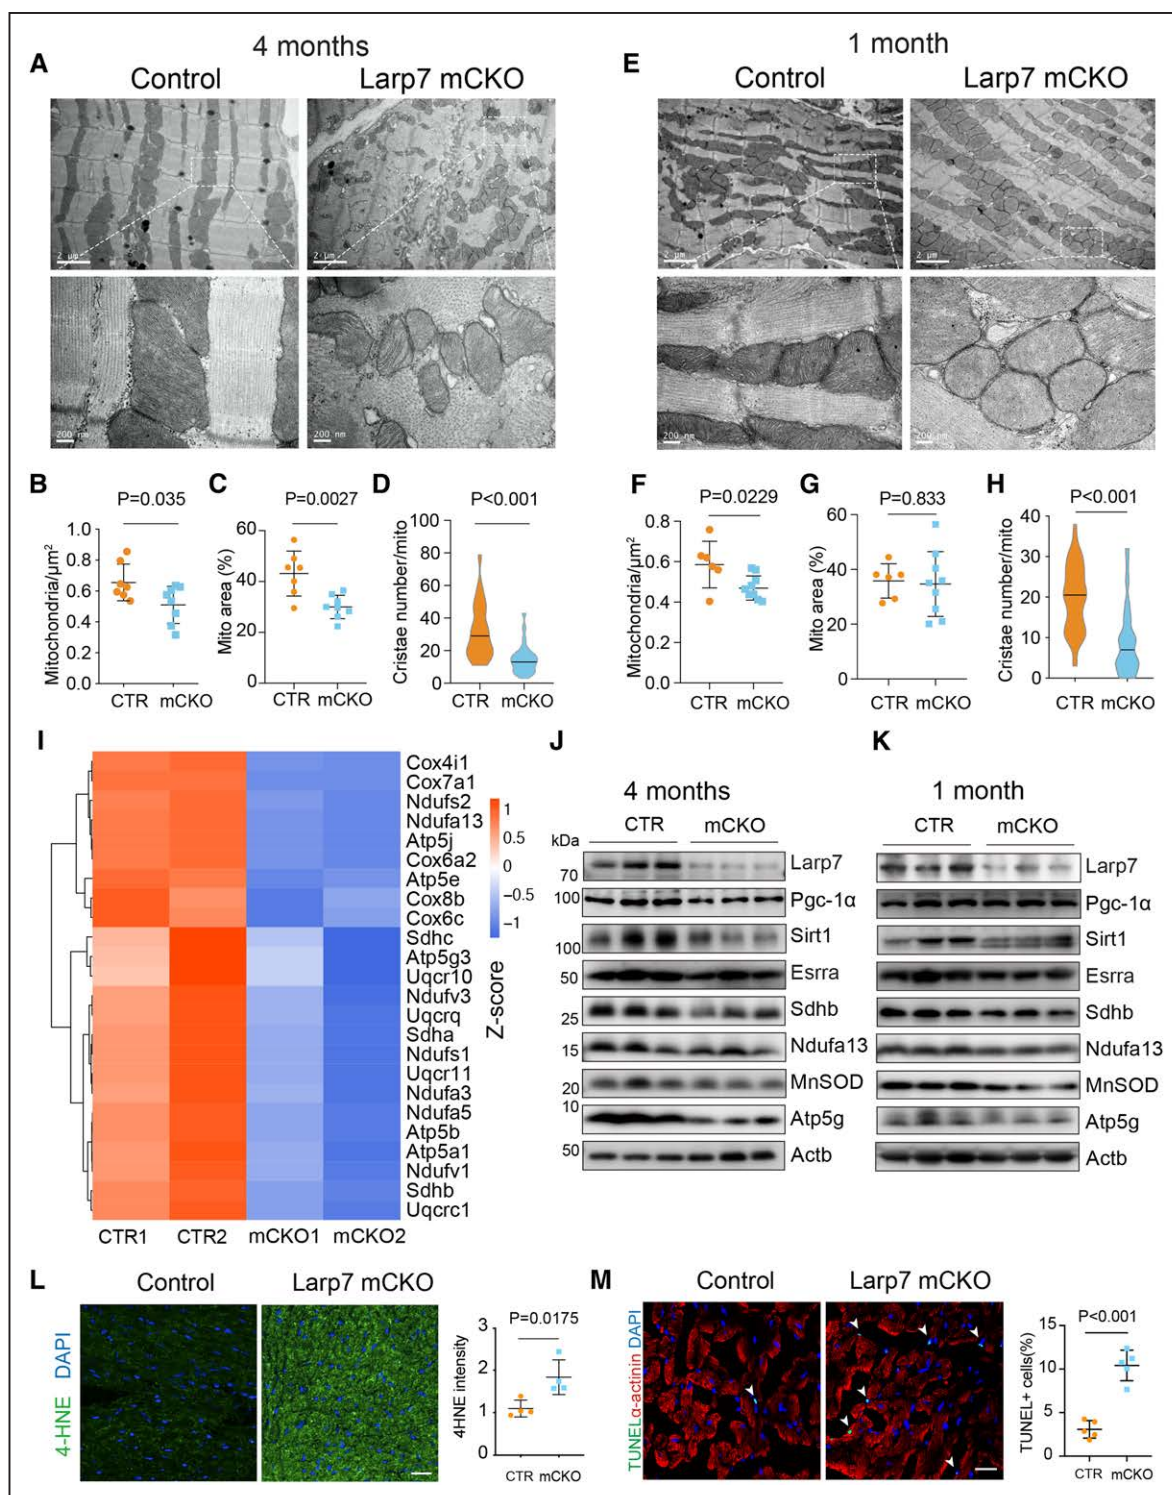 4 months
1 month
A
Control
Larp7 mCKO
E
Control
Larp7 mCKO
2 µm
2 µm
2 µm
2 µm
200 nm
200 nm
200 nm
200 nm
B
P=0.035
Mitochondria/µm²
1.0
0.8
0.6
0.4
0.2
0.0
CTR mCKO
C
P=0.0027
Mito area (%)
60
40
20
0
CTR mCKO
D
P<0.001
Cristae number/mito
100
80
60
40
20
0
CTR mCKO
F
P=0.0229
Mitochondria/µm²
0.8
0.6
0.4
0.2
0.0
CTR mCKO
G
P=0.833
Mito area (%)
60
40
20
0
CTR mCKO
H
P<0.001
Cristae number/mito
40
30
20
10
0
CTR mCKO
I
Cox4i1
Cox7a1
Ndufs2
Ndufa13
Atp5j
Cox6a2
Atp5e
Cox8b
Cox6c
Sdhc
Atp5g3
Uqcr10
Ndufv3
Uqcrq
Sdha
Ndufs1
Uqcr11
Ndufa3
Ndufa5
Atp5b
Atp5a1
Ndufv1
Sdhb
Uqcrc1
CTR1 CTR2 mCKO1 mCKO2
1
0.5
0
−0.5
−1
Z-score
J
4 months
kDa
CTR mCKO
70 Larp7
100 Pgc-1α
100 Sirt1
50 Esrra
25 Sdhb
15 Ndufa13
20 MnSOD
10 Atp5g
50 Actb
K
1 month
CTR mCKO
Larp7
Pgc-1α
Sirt1
Esrra
Sdhb
Ndufa13
MnSOD
Atp5g
Actb
L
Control
Larp7 mCKO
4-HNE DAPI
P=0.0175
4HNE intensity
3
2
1
0
CTR mCKO
M
Control
Larp7 mCKO
TUNEL α-actinin DAPI
P<0.001
TUNEL+ cells(%)
15
10
5
0
CTR mCKO